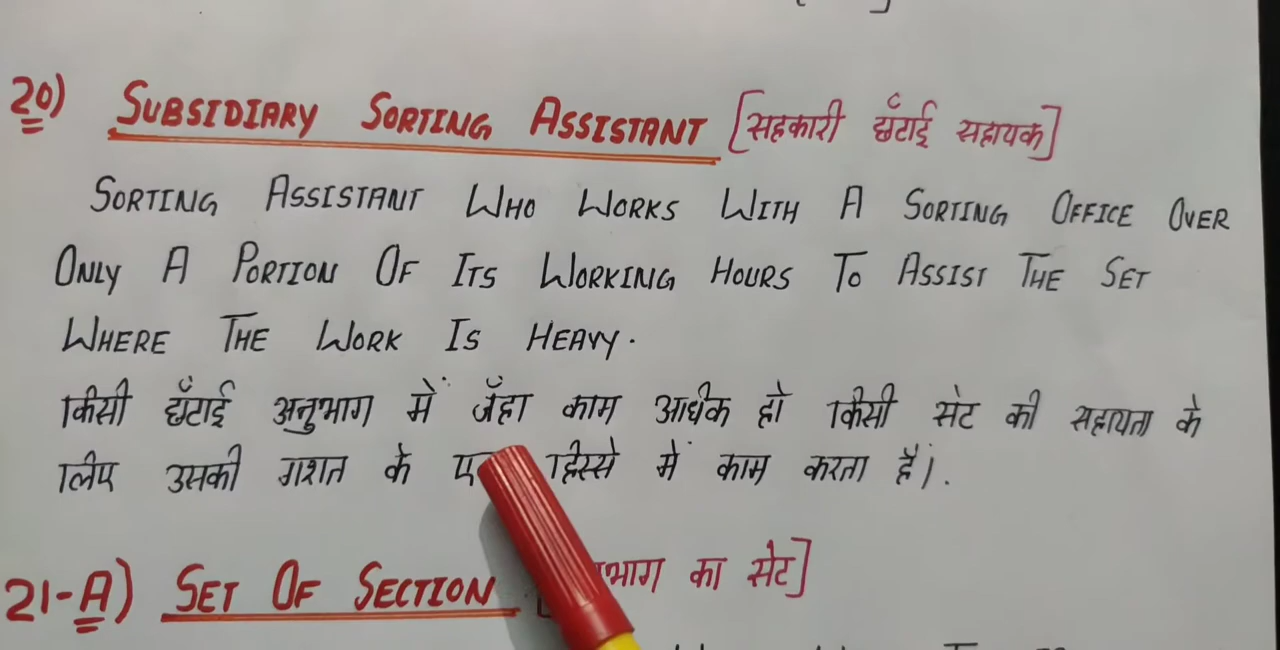 20) SUBSIDIARY SORTING ASSISTANT [सहकारी छँटाई सहायक]
SORTING ASSISTANT WHO WORKS WITH A SORTING OFFICE OVER
ONLY A PORTION OF ITS WORKING HOURS TO ASSIST THE SET
WHERE THE WORK IS HEAVY.
किसी छँटाई अनुभाग में जँहा काम अधिक हो किसी सेट की सहायता के
लिए उसकी गशत के हिस्से में काम करता है।.
21-A) SET OF SECTION का सेट]